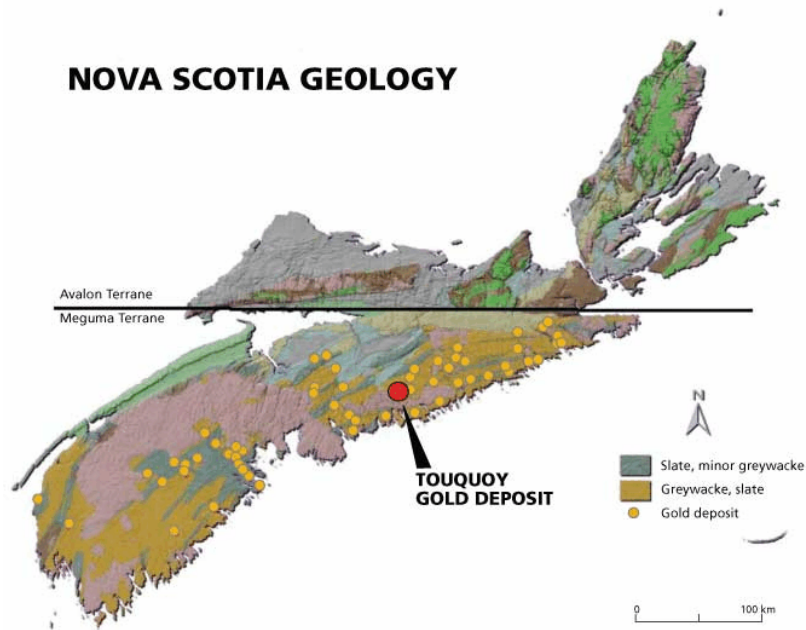 NOVA SCOTIA GEOLOGY
Avalon Terrane
Meguma Terrane
N
TOUQUOY
GOLD DEPOSIT
Slate, minor greywacke
Greywacke, slate
Gold deposit
0 100 km